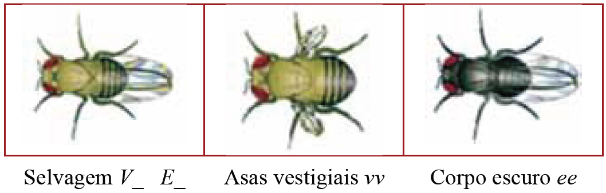 Selvagem V_ E_ Asas vestigiais vv Corpo escuro ee